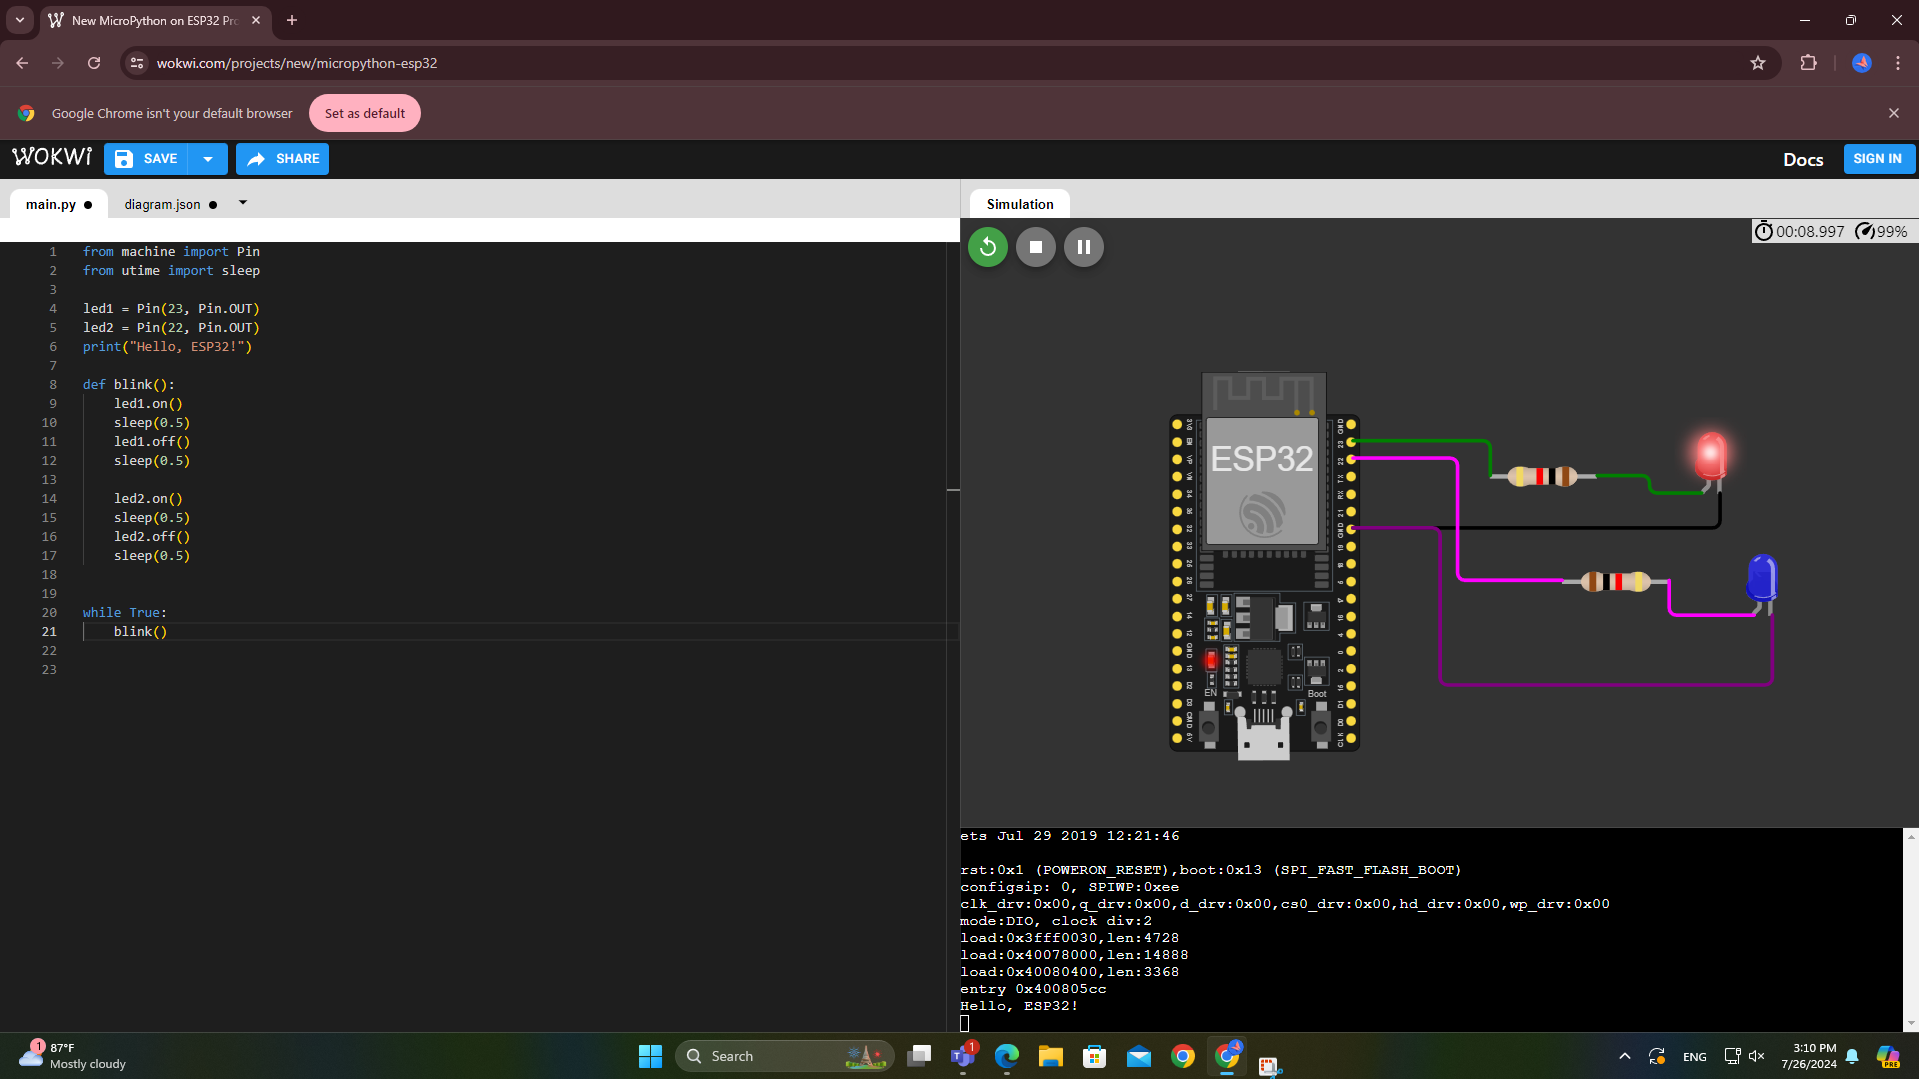 New MicroPython on ESP32 Pro
wokwi.com/projects/new/micropython-esp32
Google Chrome isn't your default browser
Set as default
WOKWI
SAVE
SHARE
Docs
SIGN IN
main.py
diagram.json
Simulation
00:08.997
99%
1 from machine import Pin
2 from utime import sleep
3
4 led1 = Pin(23, Pin.OUT)
5 led2 = Pin(22, Pin.OUT)
6 print("Hello, ESP32!")
7
8 def blink():
9 led1.on()
10 sleep(0.5)
11 led1.off()
12 sleep(0.5)
13
14 led2.on()
15 sleep(0.5)
16 led2.off()
17 sleep(0.5)
18
19
20 while True:
21 blink()
22
23
ESP32
EN
Boot
ets Jul 29 2019 12:21:46
rst:0x1 (POWERON_RESET),boot:0x13 (SPI_FAST_FLASH_BOOT)
configsip: 0, SPIWP:0xee
clk_drv:0x00,q_drv:0x00,d_drv:0x00,cs0_drv:0x00,hd_drv:0x00,wp_drv:0x00
mode:DIO, clock div:2
load:0x3fff0030,len:4728
load:0x40078000,len:14888
load:0x40080400,len:3368
entry 0x400805cc
Hello, ESP32!
1
87°F
Mostly cloudy
Search
1
ENG
3:10 PM
7/26/2024
PRE